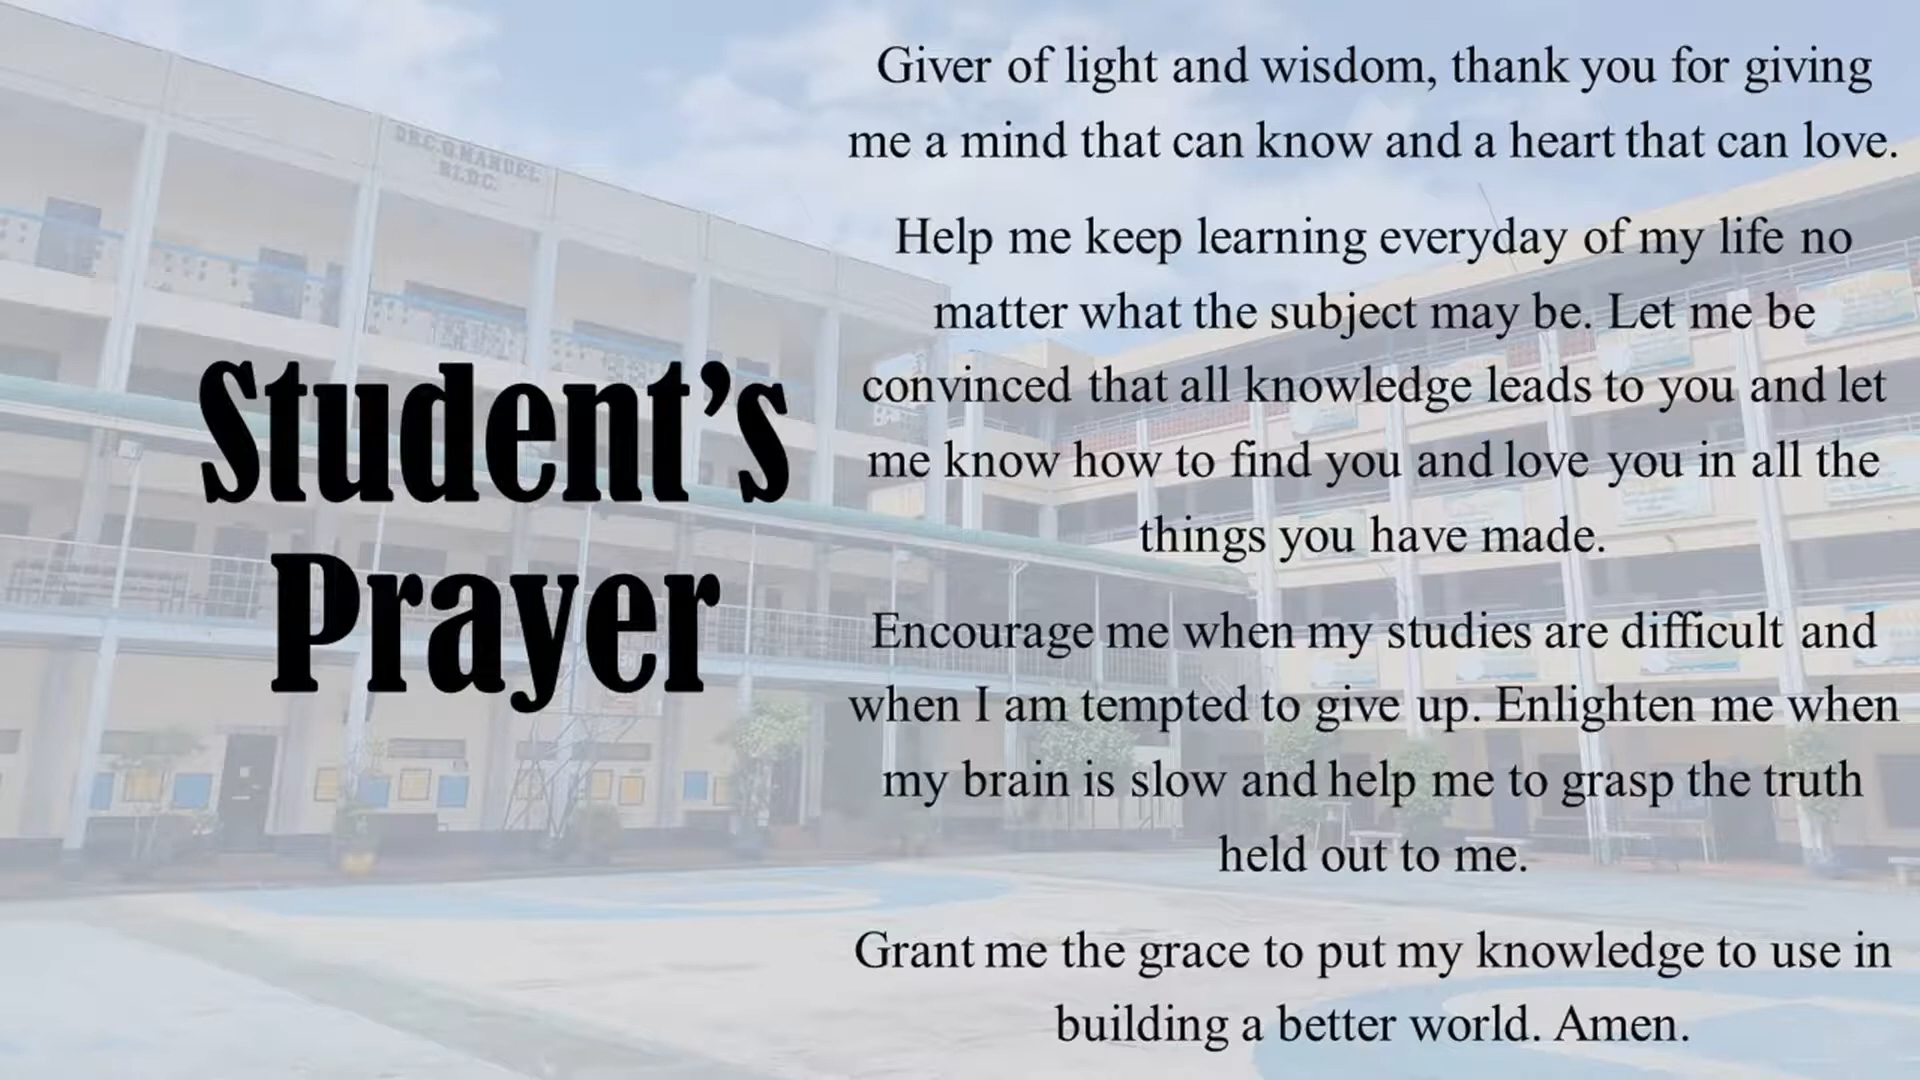 Student's
Prayer
Giver of light and wisdom, thank you for giving
me a mind that can know and a heart that can love.
Help me keep learning everyday of my life no
matter what the subject may be. Let me be
convinced that all knowledge leads to you and let
me know how to find you and love you in all the
things you have made.
Encourage me when my studies are difficult and
when I am tempted to give up. Enlighten me when
my brain is slow and help me to grasp the truth
held out to me.
Grant me the grace to put my knowledge to use in
building a better world. Amen.
DR.C.G.MANUEL
BLDG.